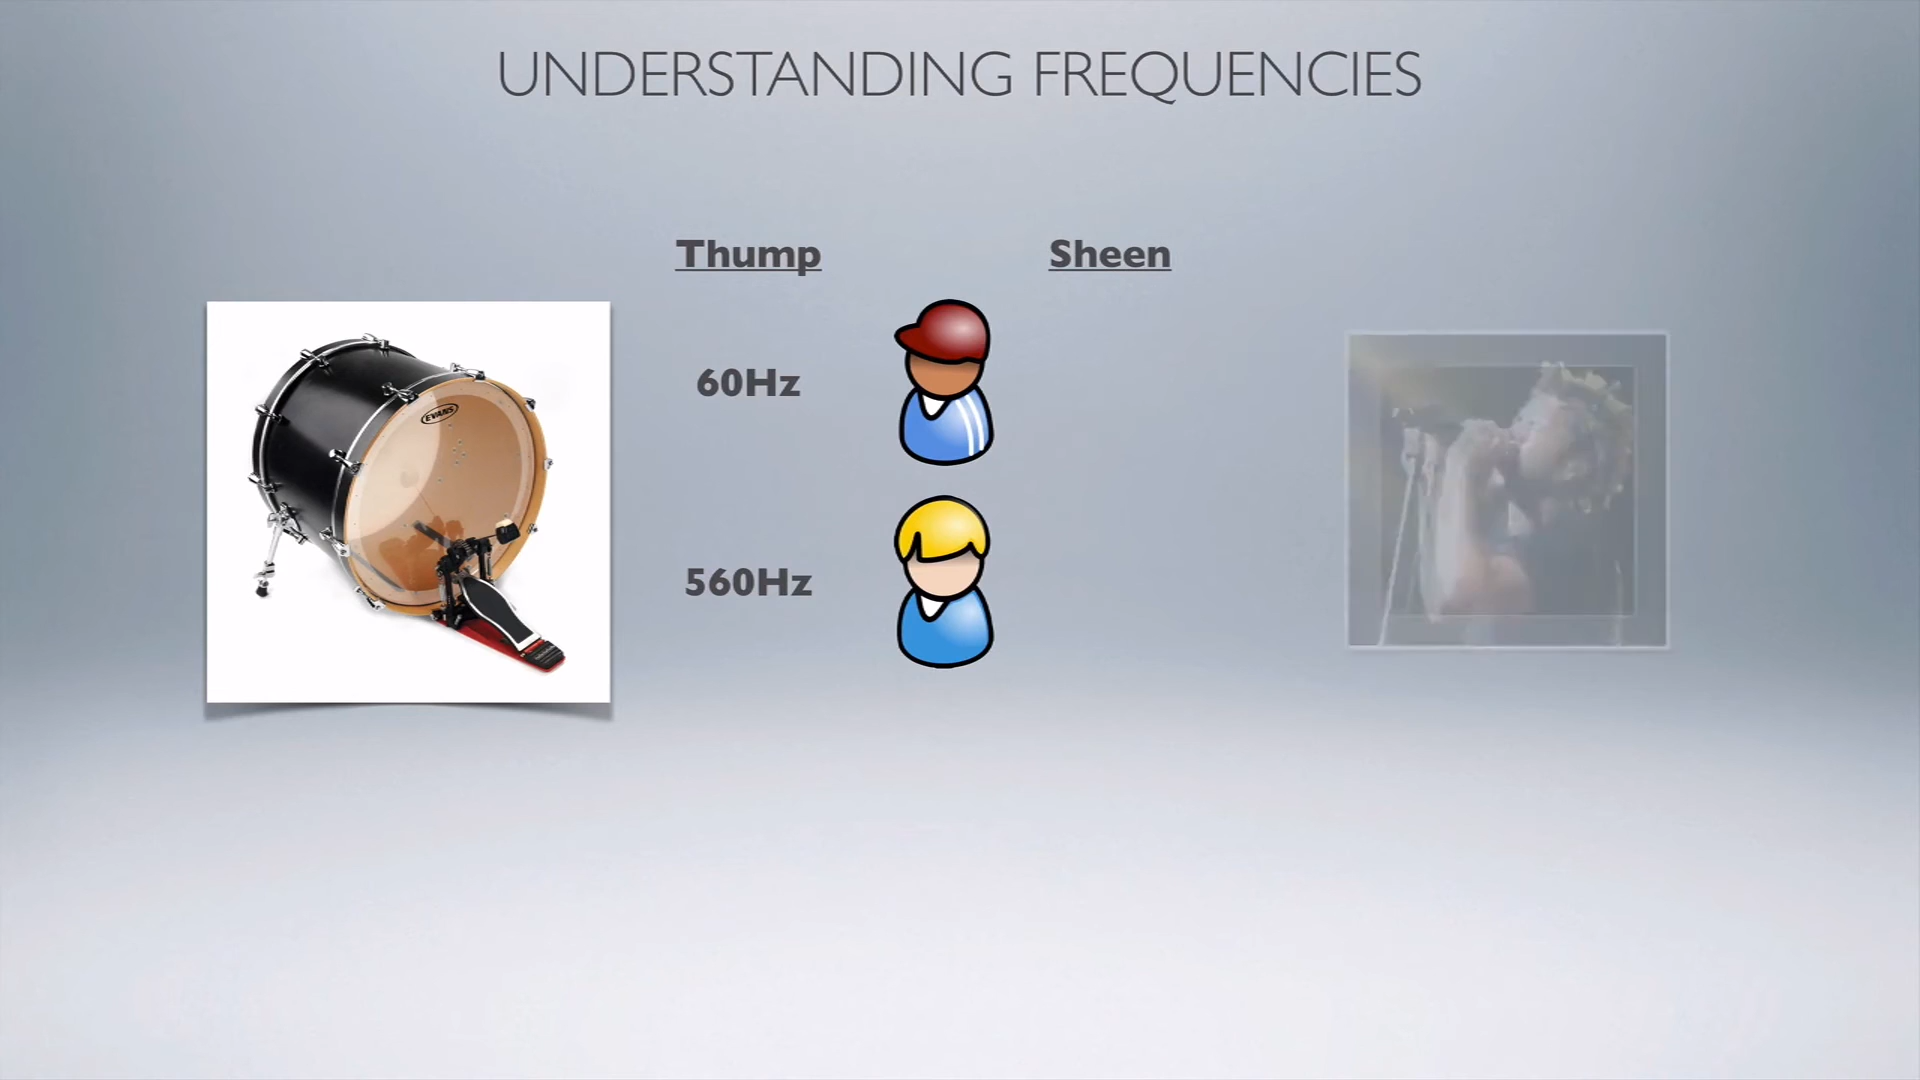 UNDERSTANDING FREQUENCIES
Thump Sheen
EVANS
60Hz
560Hz